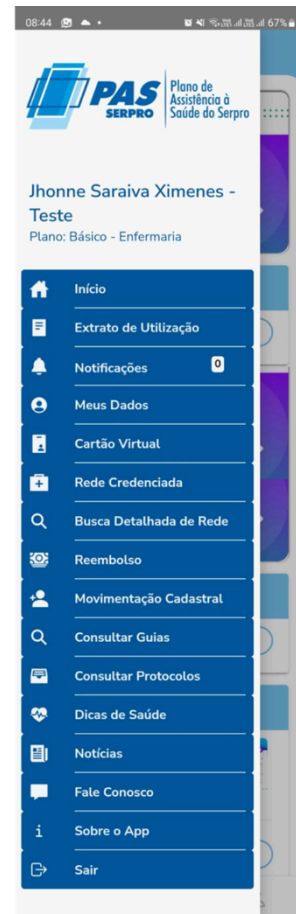 08:44
67%
PAS
SERPRO
Plano de
Assistência à
Saúde do Serpro
Jhonne Saraiva Ximenes -
Teste
Plano: Básico - Enfermaria
Início
Extrato de Utilização
Notificações 0
Meus Dados
Cartão Virtual
Rede Credenciada
Busca Detalhada de Rede
Reembolso
Movimentação Cadastral
Consultar Guias
Consultar Protocolos
Dicas de Saúde
Notícias
Fale Conosco
Sobre o App
Sair